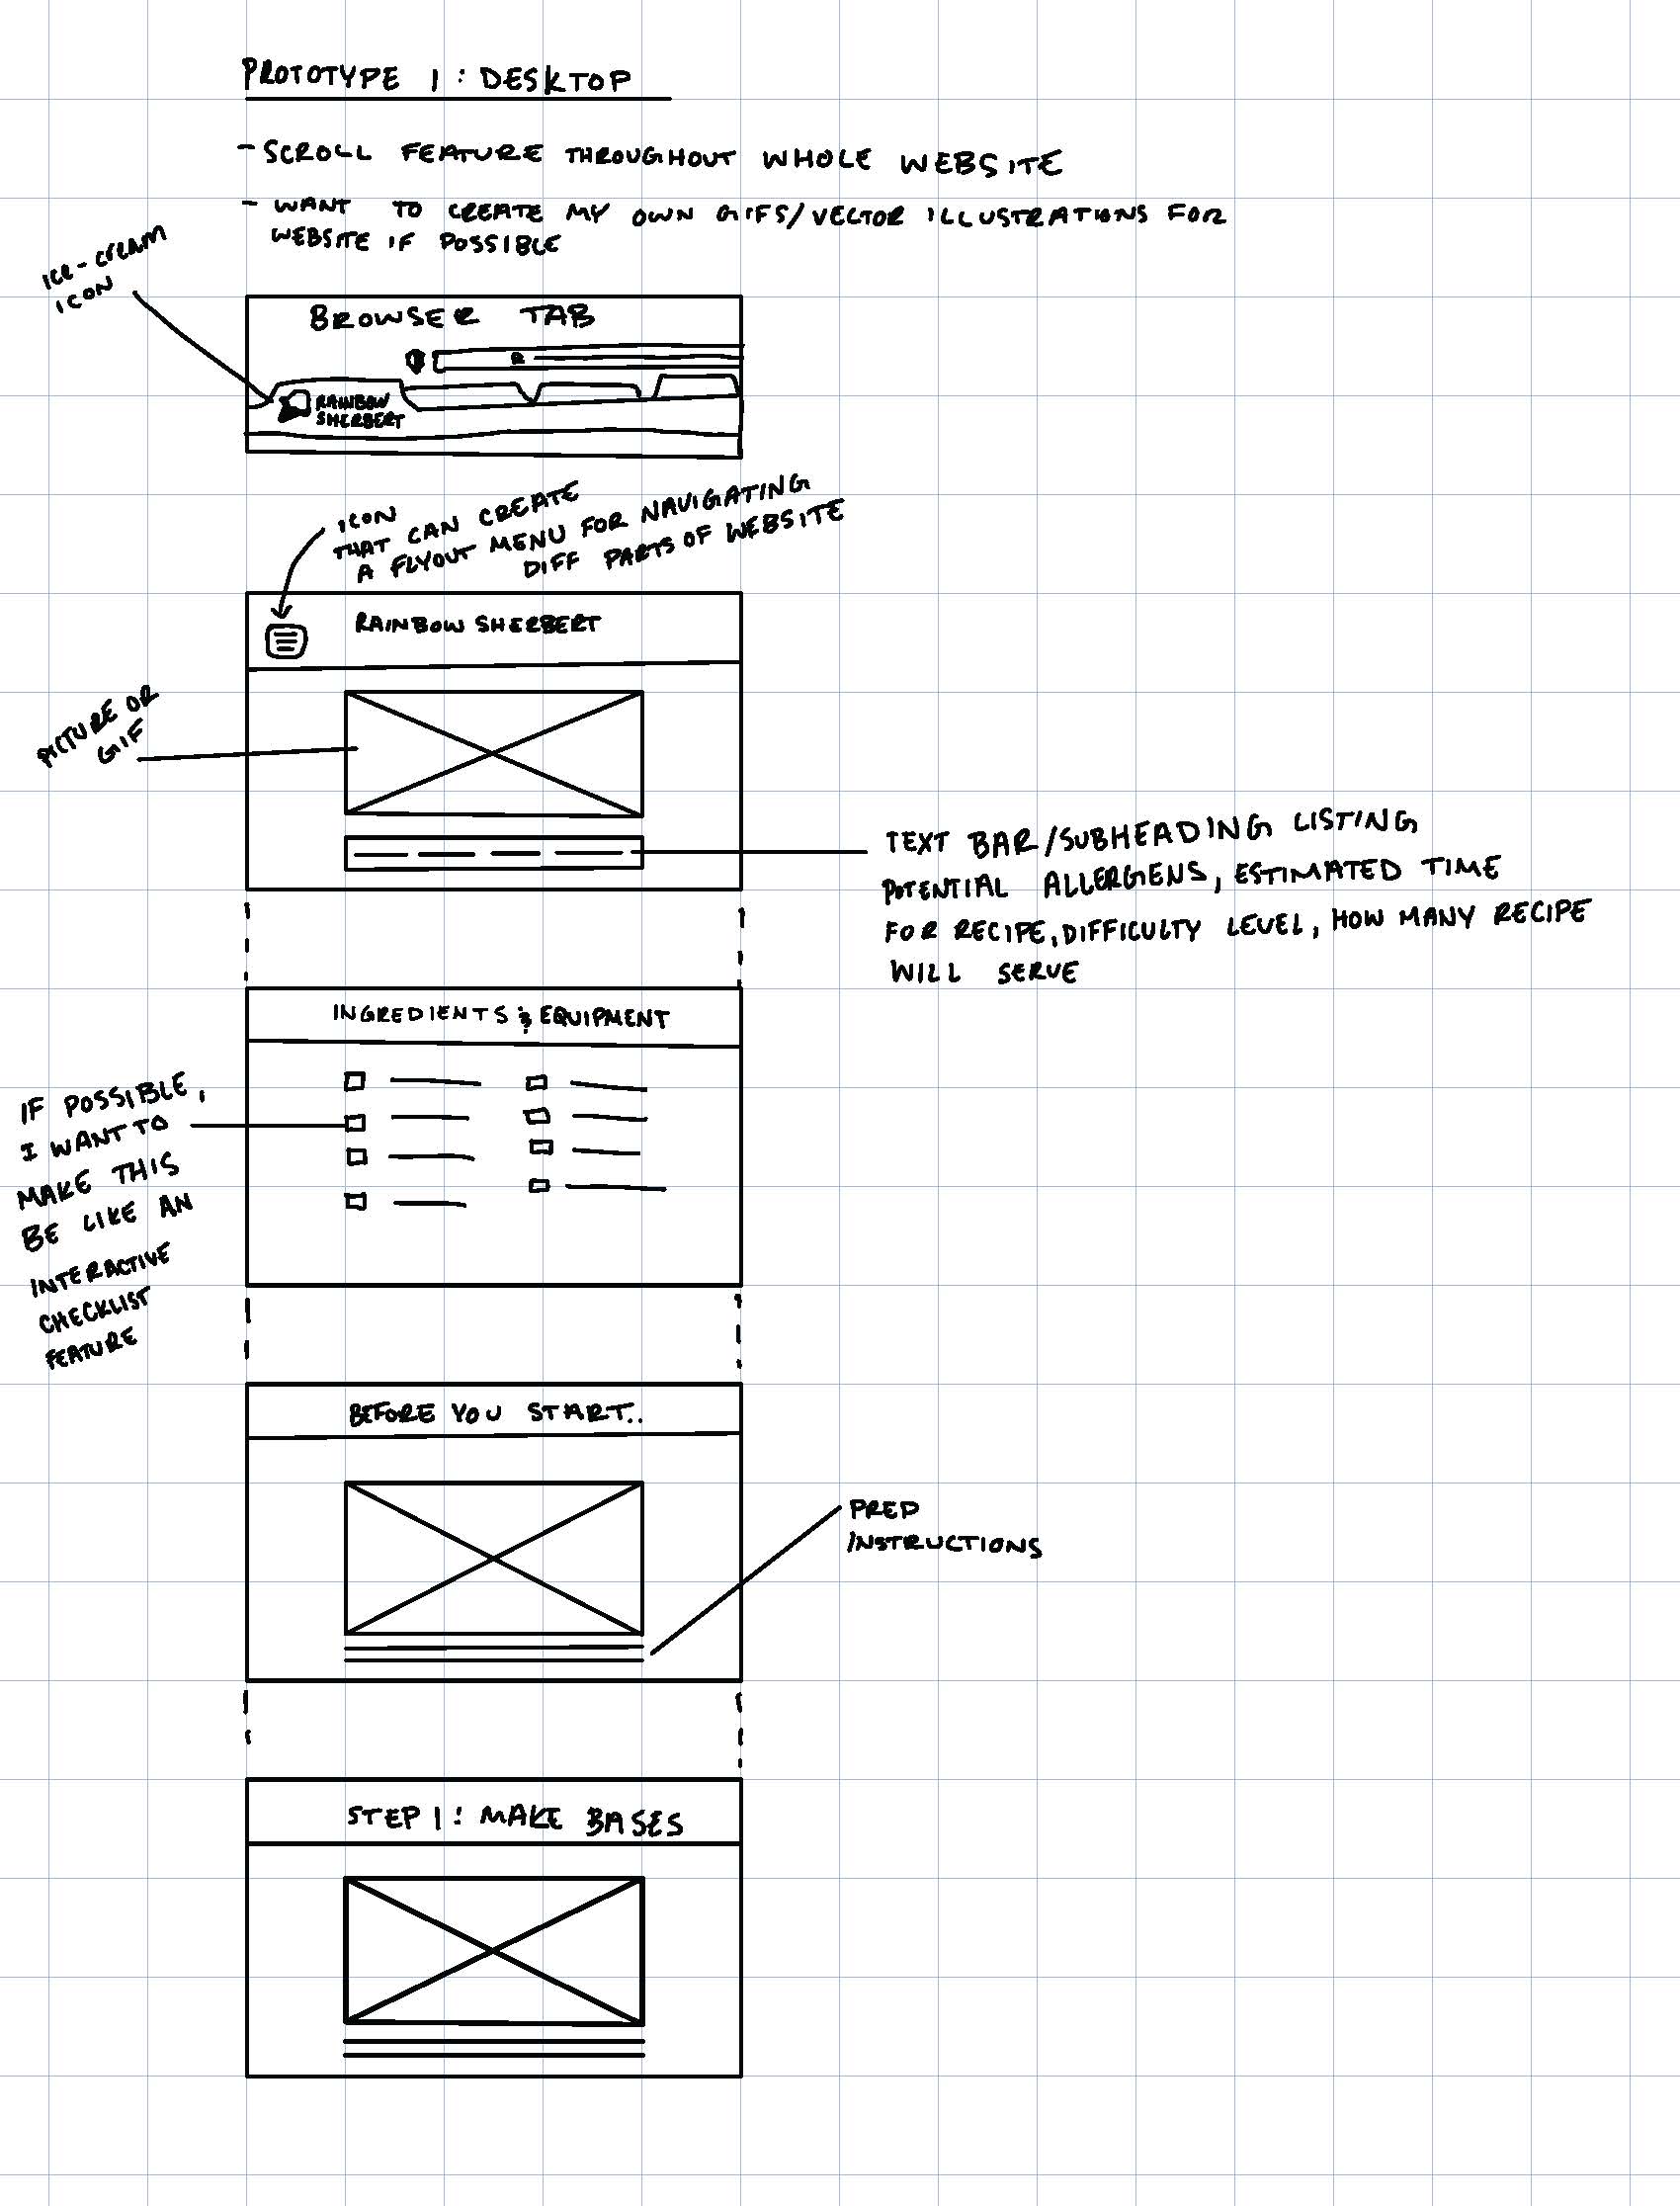 PROTOTYPE 1: DESKTOP
- SCROLL FEATURE THROUGHOUT WHOLE WEBSITE
- WANT TO CREATE MY OWN GIFS/VECTOR ILLUSTRATIONS FOR
WEBSITE IF POSSIBLE
ICE-CREAM
ICON
BROWSER TAB
RAINBOW
SHERBERT
ICON
THAT CAN CREATE
A FLYOUT MENU FOR NAVIGATING
DIFF PARTS OF WEBSITE
RAINBOW SHERBERT
PICTURE OR
GIF
TEXT BAR/SUBHEADING LISTING
POTENTIAL ALLERGENS, ESTIMATED TIME
FOR RECIPE, DIFFICULTY LEVEL, HOW MANY RECIPE
WILL SERVE
INGREDIENTS & EQUIPMENT
IF POSSIBLE,
I WANT TO
MAKE THIS
BE LIKE AN
INTERACTIVE
CHECKLIST
FEATURE
BEFORE YOU START..
PREP
INSTRUCTIONS
STEP 1: MAKE BASES